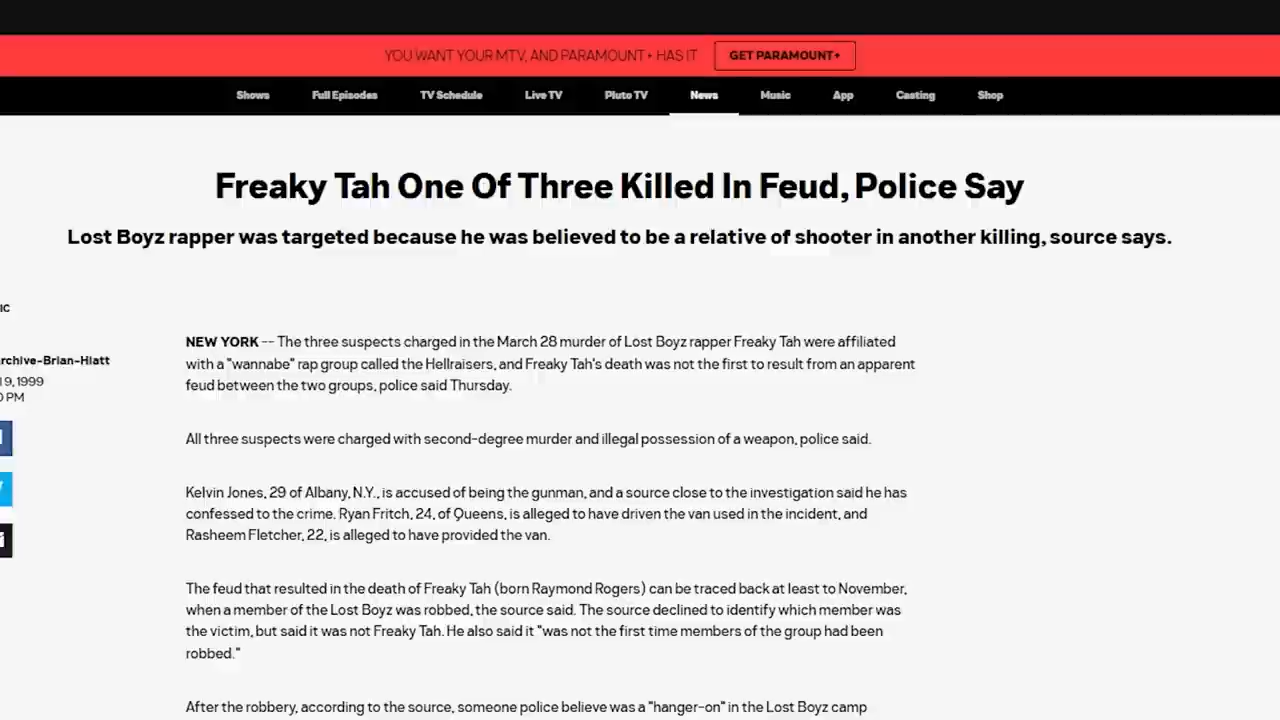 YOU WANT YOUR MTV, AND PARAMOUNT+ HAS IT GET PARAMOUNT+
Shows Full Episodes TV Schedule Live TV Pluto TV News Music App Casting Shop
Freaky Tah One Of Three Killed In Feud, Police Say
Lost Boyz rapper was targeted because he was believed to be a relative of shooter in another killing, source says.
IC
rchive-Brian-Hiatt
l 9, 1999
0 PM
NEW YORK -- The three suspects charged in the March 28 murder of Lost Boyz rapper Freaky Tah were affiliated
with a "wannabe" rap group called the Hellraisers, and Freaky Tah's death was not the first to result from an apparent
feud between the two groups, police said Thursday.
All three suspects were charged with second-degree murder and illegal possession of a weapon, police said.
Kelvin Jones, 29 of Albany, N.Y., is accused of being the gunman, and a source close to the investigation said he has
confessed to the crime. Ryan Fritch, 24, of Queens, is alleged to have driven the van used in the incident, and
Rasheem Fletcher, 22, is alleged to have provided the van.
The feud that resulted in the death of Freaky Tah (born Raymond Rogers) can be traced back at least to November,
when a member of the Lost Boyz was robbed, the source said. The source declined to identify which member was
the victim, but said it was not Freaky Tah. He also said it "was not the first time members of the group had been
robbed."
After the robbery, according to the source, someone police believe was a "hanger-on" in the Lost Boyz camp